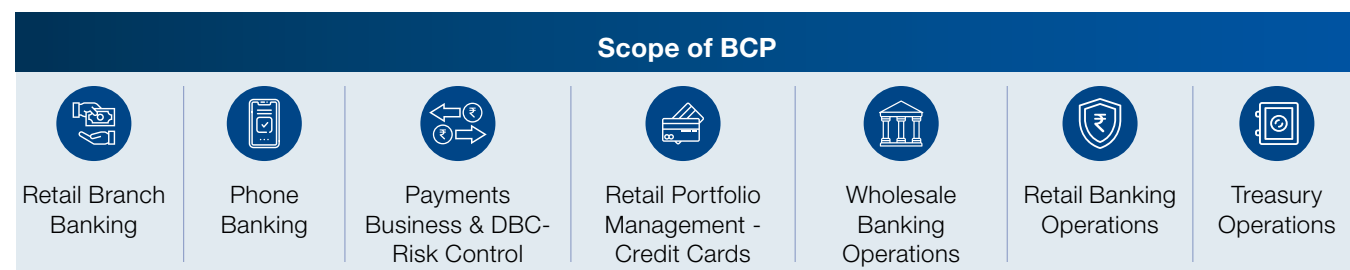 Scope of BCP
Retail Branch
Banking
Phone
Banking
Payments
Business & DBC-
Risk Control
Retail Portfolio
Management -
Credit Cards
Wholesale
Banking
Operations
Retail Banking
Operations
Treasury
Operations